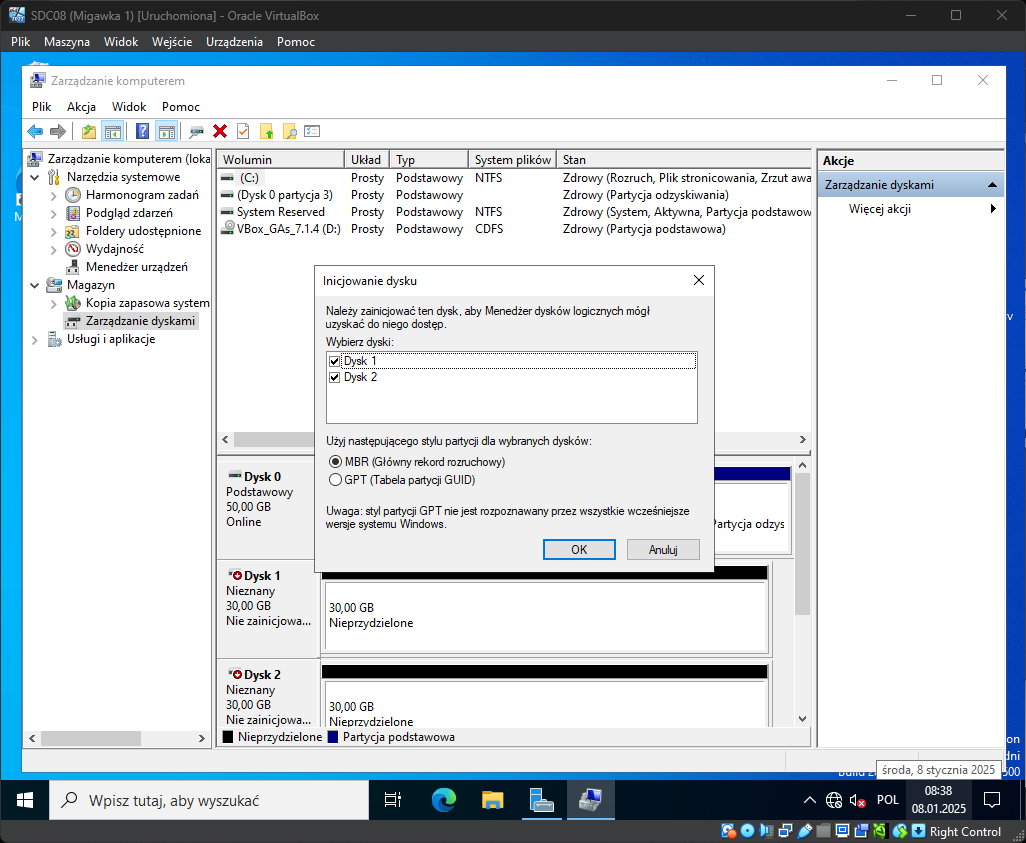 SDC08 (Migawka 1) [Uruchomiona] - Oracle VirtualBox
Plik Maszyna Widok Wejście Urządzenia Pomoc
Zarządzanie komputerem
Plik Akcja Widok Pomoc
Zarządzanie komputerem (loka
Narzędzia systemowe
Harmonogram zadań
Podgląd zdarzeń
Foldery udostępnione
Wydajność
Menedżer urządzeń
Magazyn
Kopia zapasowa system
Zarządzanie dyskami
Usługi i aplikacje
Wolumin Układ Typ System plików Stan
(C:) Prosty Podstawowy NTFS Zdrowy (Rozruch, Plik stronicowania, Zrzut awa
(Dysk 0 partycja 3) Prosty Podstawowy Zdrowy (Partycja odzyskiwania)
System Reserved Prosty Podstawowy NTFS Zdrowy (System, Aktywna, Partycja podstawow
VBox_GAs_7.1.4 (D:) Prosty Podstawowy CDFS Zdrowy (Partycja podstawowa)
Akcje
Zarządzanie dyskami
Więcej akcji
Inicjowanie dysku
Należy zainicjować ten dysk, aby Menedżer dysków logicznych mógł
uzyskać do niego dostęp.
Wybierz dyski:
Dysk 1
Dysk 2
Użyj następującego stylu partycji dla wybranych dysków:
MBR (Główny rekord rozruchowy)
GPT (Tabela partycji GUID)
Uwaga: styl partycji GPT nie jest rozpoznawany przez wszystkie wcześniejsze
wersje systemu Windows.
OK Anuluj
Dysk 0
Podstawowy
50,00 GB
Online
Partycja odzys
Dysk 1
Nieznany
30,00 GB
Nie zainicjowa...
30,00 GB
Nieprzydzielone
Dysk 2
Nieznany
30,00 GB
Nie zainicjowa...
30,00 GB
Nieprzydzielone
Nieprzydzielone Partycja podstawowa
środa, 8 stycznia 2025
Wpisz tutaj, aby wyszukać
POL
08:38
08.01.2025
Right Control